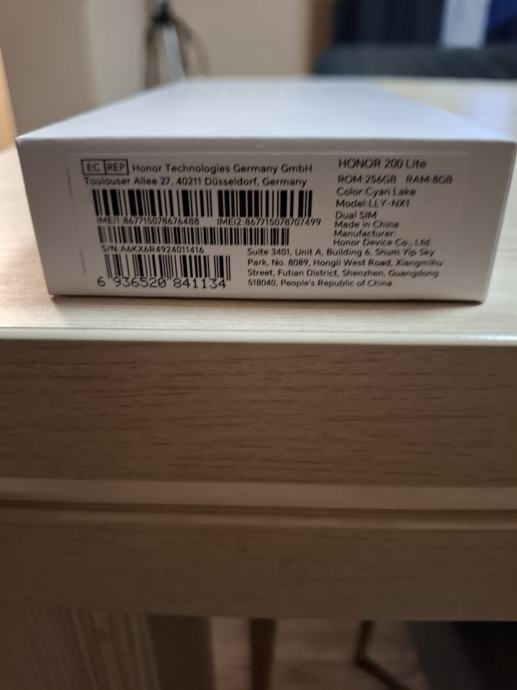 EC REP Honor Technologies Germany GmbH
Toulouser Allee 27, 40211 Düsseldorf, Germany
IMEI1:867715078676488 IMEI2:867715078707499
S/N:A6KX6R4924011416
6 936520 841134
HONOR 200 Lite
ROM:256GB RAM:8GB
Color:Cyan Lake
Model:LLY-NX1
Dual SIM
Made in China
Manufacturer:
Honor Device Co., Ltd.
Suite 3401, Unit A, Building 6, Shum Yip Sky
Park, No. 8089, Hongli West Road, Xiangmihu
Street, Futian District, Shenzhen, Guangdong
518040, People's Republic of China